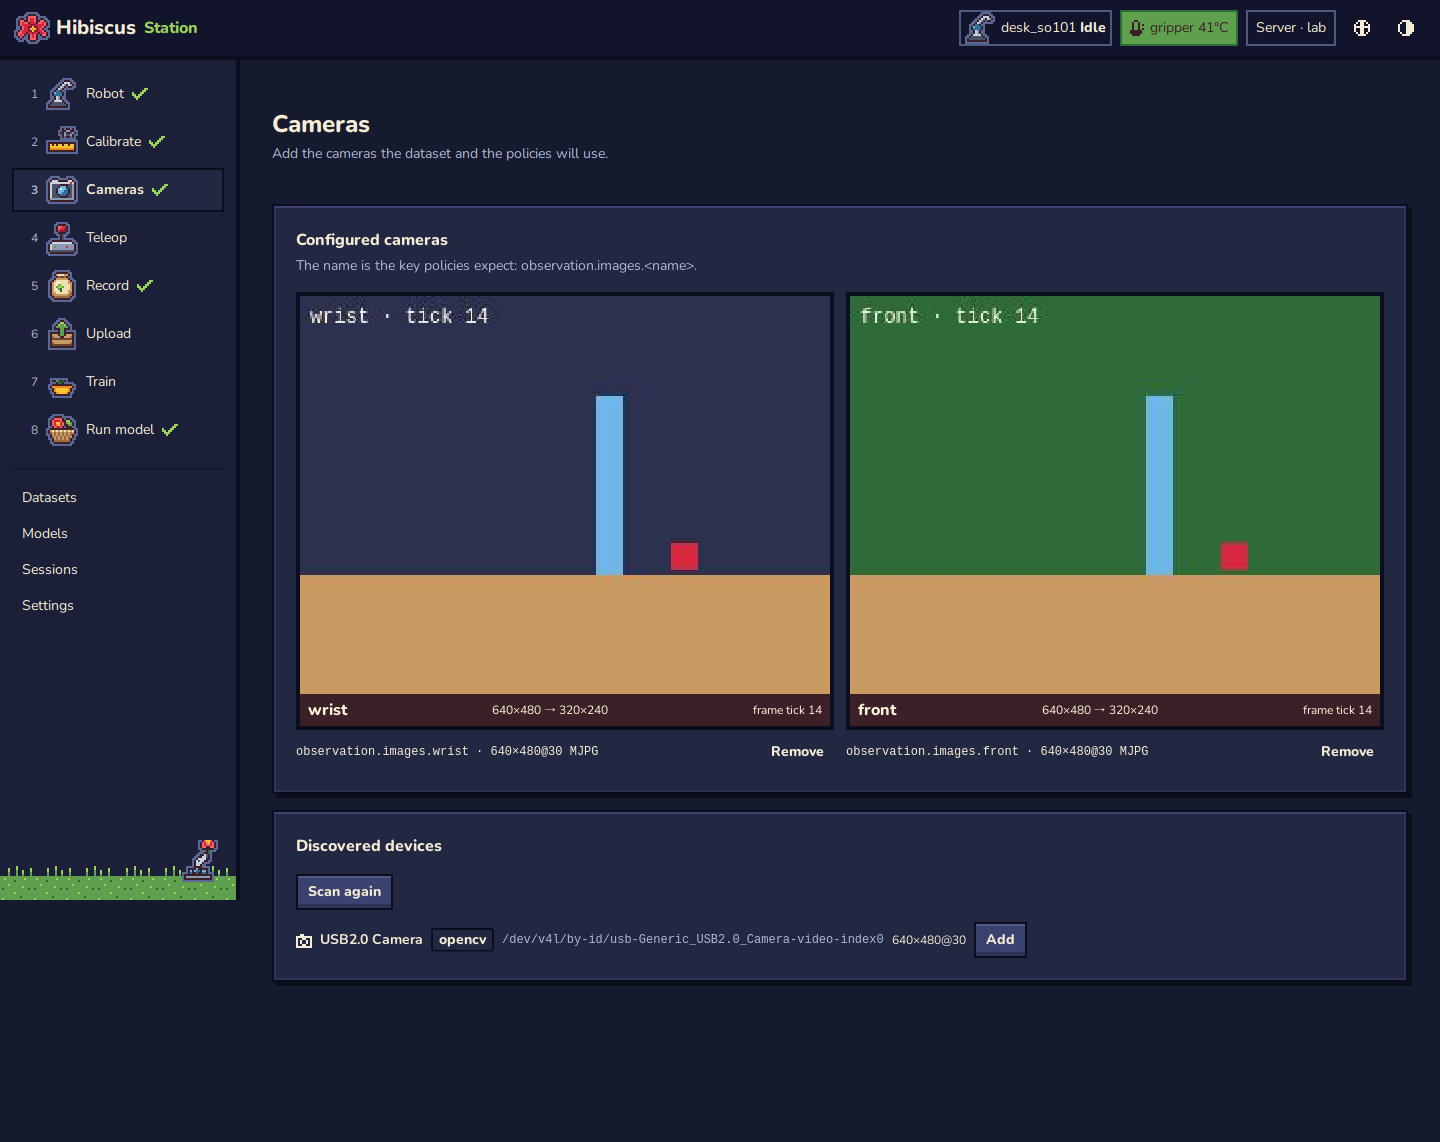 Hibiscus Station
desk_so101 Idle
gripper 41°C
Server · lab
1 Robot
2 Calibrate
3 Cameras
4 Teleop
5 Record
6 Upload
7 Train
8 Run model
Datasets
Models
Sessions
Settings
Cameras
Add the cameras the dataset and the policies will use.
Configured cameras
The name is the key policies expect: observation.images.<name>.
wrist · tick 14
wrist 640×480 → 320×240 frame tick 14
observation.images.wrist · 640×480@30 MJPG Remove
front · tick 14
front 640×480 → 320×240 frame tick 14
observation.images.front · 640×480@30 MJPG Remove
Discovered devices
Scan again
USB2.0 Camera opencv /dev/v4l/by-id/usb-Generic_USB2.0_Camera-video-index0 640×480@30 Add